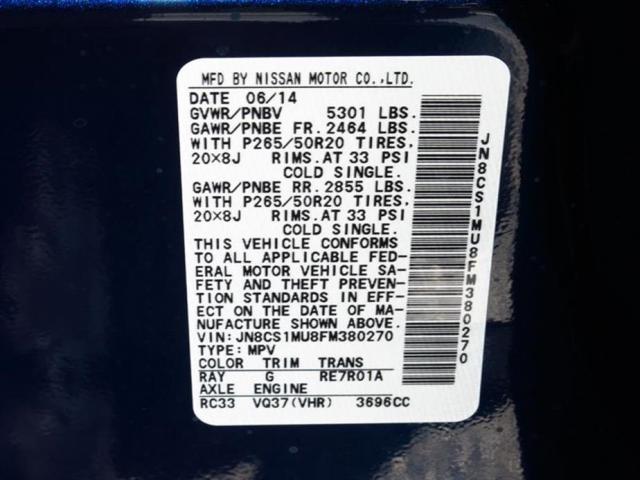 MFD BY NISSAN MOTOR CO.,LTD.
DATE 06/14
GVWR/PNBV 5301 LBS.
GAWR/PNBE FR. 2464 LBS.
WITH P265/50R20 TIRES,
20×8J RIMS.AT 33 PSI
COLD SINGLE.
GAWR/PNBE RR. 2855 LBS.
WITH P265/50R20 TIRES,
20×8J RIMS.AT 33 PSI
COLD SINGLE.
THIS VEHICLE CONFORMS
TO ALL APPLICABLE FED-
ERAL MOTOR VEHICLE SA-
FETY AND THEFT PREVEN-
TION STANDARDS IN EFF-
ECT ON THE DATE OF MA-
NUFACTURE SHOWN ABOVE.
VIN:JN8CS1MU8FM380270
TYPE:MPV
COLOR TRIM TRANS
RAY G RE7R01A
AXLE ENGINE
RC33 VQ37(VHR) 3696CC
JN8CS1MU8FM380270